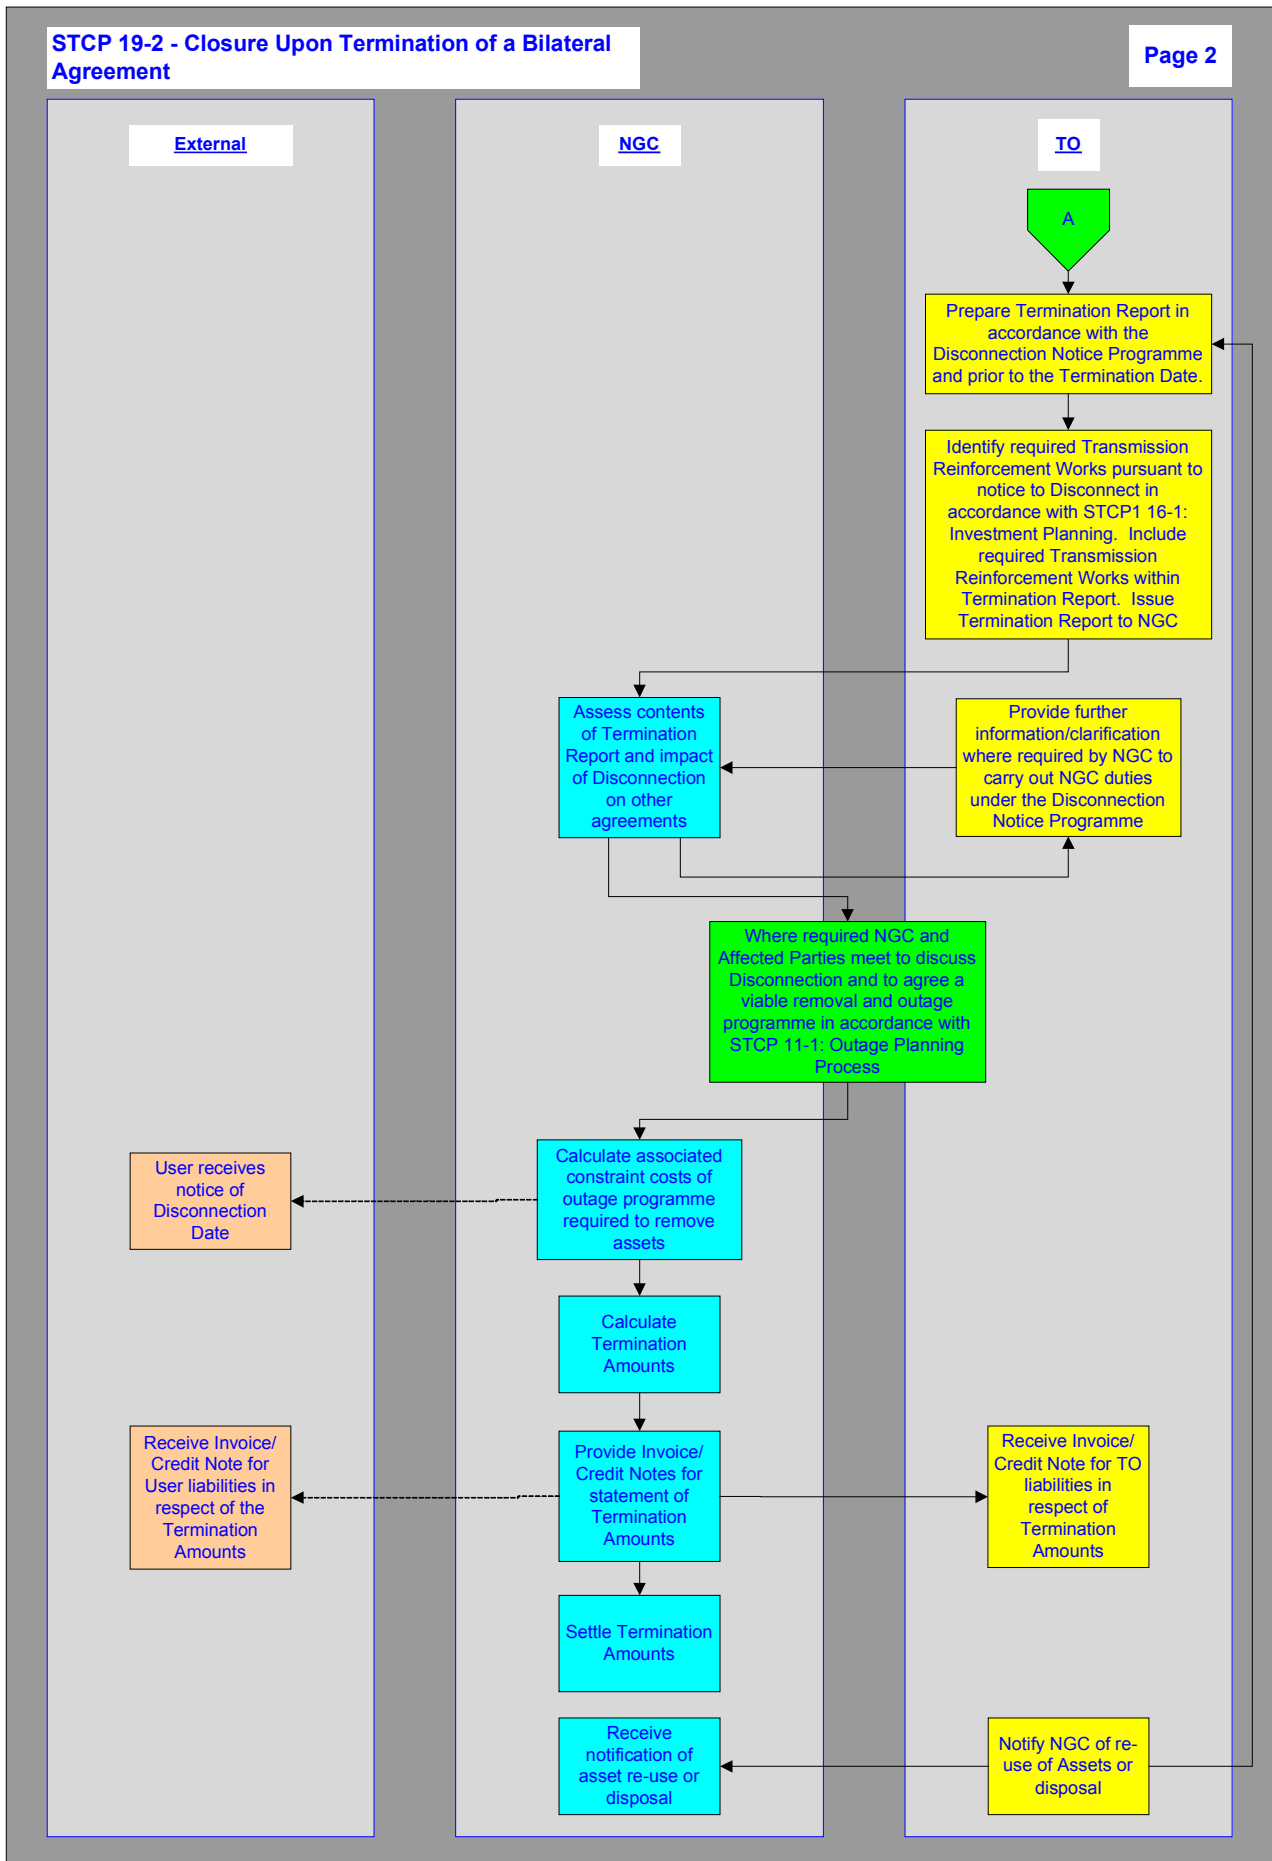 STCP 19-2 - Closure Upon Termination of a Bilateral
Agreement
Page 2
External
NGC
TO
A
Prepare Termination Report in
accordance with the
Disconnection Notice Programme
and prior to the Termination Date.
Identify required Transmission
Reinforcement Works pursuant to
notice to Disconnect in
accordance with STCP1 16-1:
Investment Planning.  Include
required Transmission
Reinforcement Works within
Termination Report.  Issue
Termination Report to NGC
Assess contents
of Termination
Report and impact
of Disconnection
on other
agreements
Provide further
information/clarification
where required by NGC to
carry out NGC duties
under the Disconnection
Notice Programme
Where required NGC and
Affected Parties meet to discuss
Disconnection and to agree a
viable removal and outage
programme in accordance with
STCP 11-1: Outage Planning
Process
User receives
notice of
Disconnection
Date
Calculate associated
constraint costs of
outage programme
required to remove
assets
Calculate
Termination
Amounts
Receive Invoice/
Credit Note for
User liabilities in
respect of the
Termination
Amounts
Provide Invoice/
Credit Notes for
statement of
Termination
Amounts
Receive Invoice/
Credit Note for TO
liabilities in
respect of
Termination
Amounts
Settle Termination
Amounts
Receive
notification of
asset re-use or
disposal
Notify NGC of re-
use of Assets or
disposal